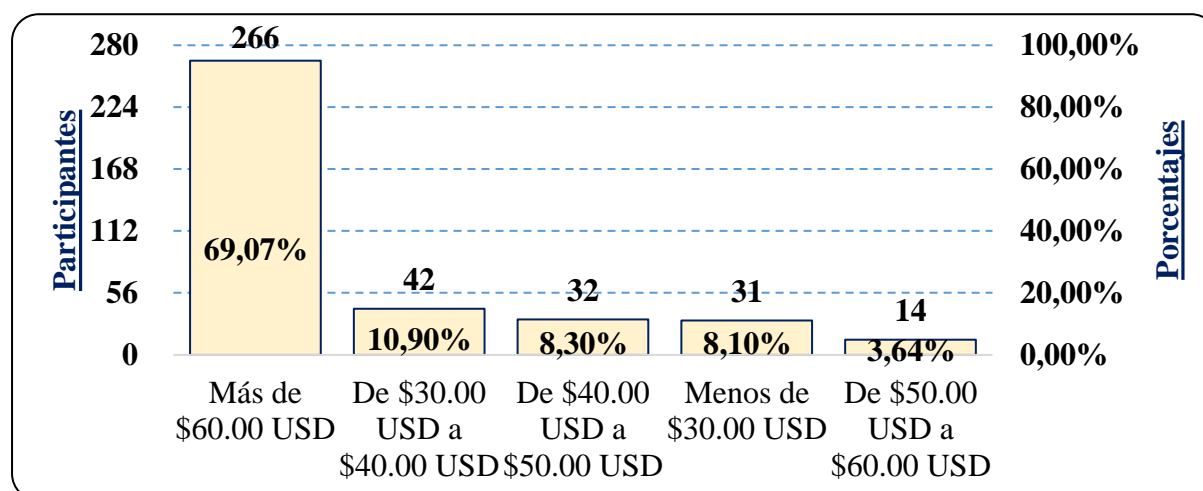 266
280
224
168
112
56
0
Participantes
100,00%
80,00%
60,00%
40,00%
20,00%
0,00%
Porcentajes
69,07%
42
10,90%
32
8,30%
31
8,10%
14
3,64%
Más de
$60.00 USD
De $30.00
USD a
$40.00 USD
De $40.00
USD a
$50.00 USD
Menos de
$30.00 USD
De $50.00
USD a
$60.00 USD